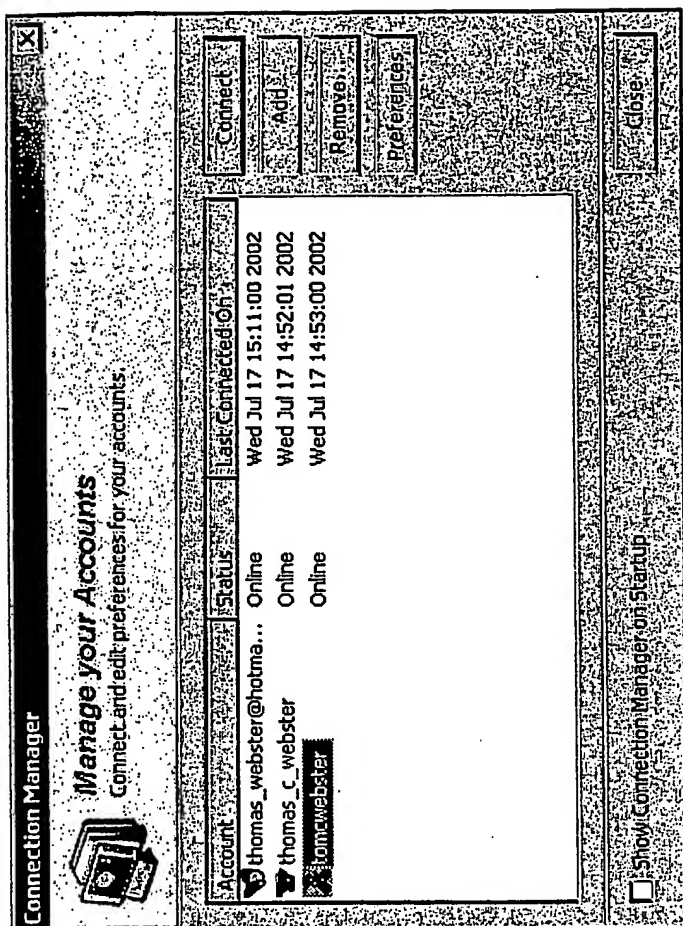 Connection Manager
Manage your Accounts
Connect and edit preferences for your accounts.
Account Status Last Connected On
thomas_webster@hotma... Online Wed Jul 17 15:11:00 2002
thomas_c_webster Online Wed Jul 17 14:52:01 2002
tomcwebster Online Wed Jul 17 14:53:00 2002
Connect
Add
Remove
Preferences
Show Connection Manager on Startup
Close